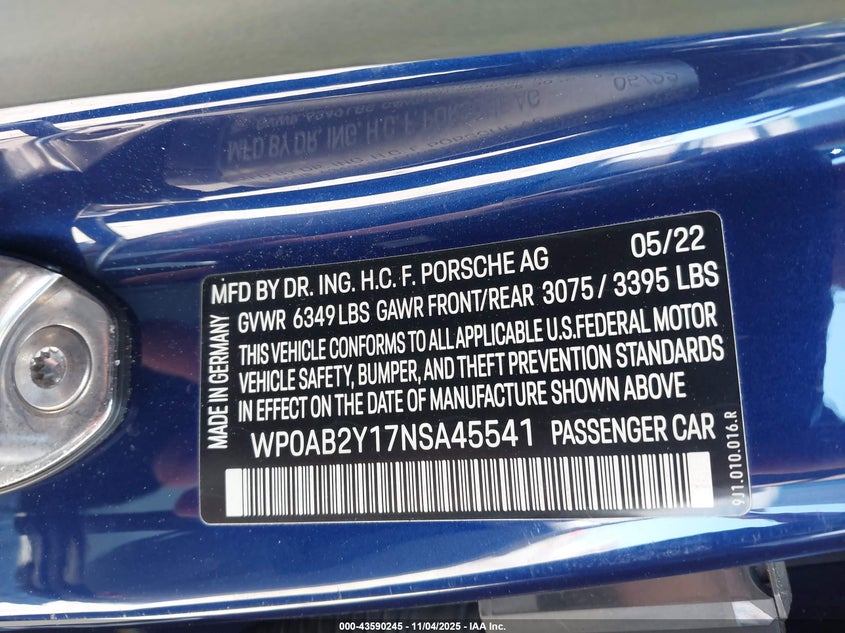 MFD BY DR. ING. H.C. F. PORSCHE AG 05/22
GVWR 6349 LBS GAWR FRONT/REAR 3075 / 3395 LBS
THIS VEHICLE CONFORMS TO ALL APPLICABLE U.S. FEDERAL MOTOR
VEHICLE SAFETY, BUMPER, AND THEFT PREVENTION STANDARDS
IN EFFECT ON THE DATE OF MANUFACTURE SHOWN ABOVE
WP0AB2Y17NSA45541 PASSENGER CAR
MADE IN GERMANY
9J1.010.016.R
000-43590245 - 11/04/2025 - IAA Inc.